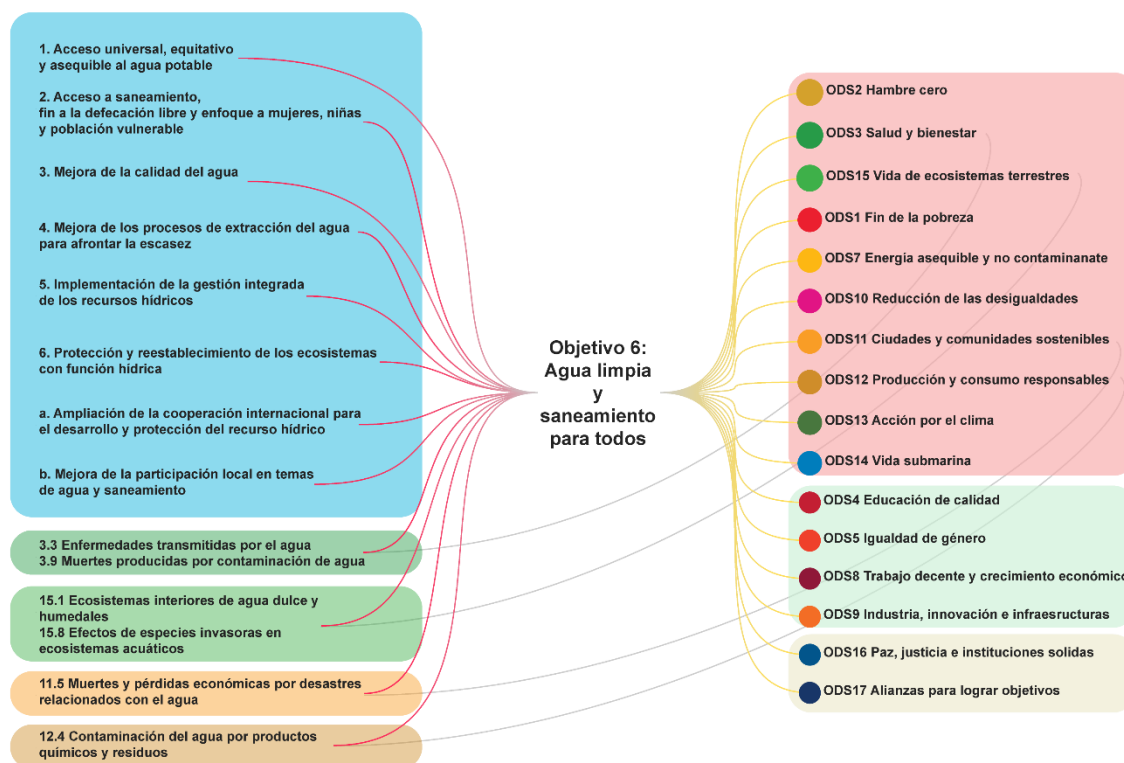 1. Acceso universal, equitativo
y asequible al agua potable
2. Acceso a saneamiento,
fin a la defecación libre y enfoque a mujeres, niñas
y población vulnerable
3. Mejora de la calidad del agua
4. Mejora de los procesos de extracción del agua
para afrontar la escasez
5. Implementación de la gestión integrada
de los recursos hídricos
6. Protección y reestablecimiento de los ecosistemas
con función hídrica
a. Ampliación de la cooperación internacional para
el desarrollo y protección del recurso hídrico
b. Mejora de la participación local en temas
de agua y saneamiento
3.3 Enfermedades transmitidas por el agua
3.9 Muertes producidas por contaminación de agua
15.1 Ecosistemas interiores de agua dulce y
humedales
15.8 Efectos de especies invasoras en
ecosistemas acuáticos
11.5 Muertes y pérdidas económicas por desastres
relacionados con el agua
12.4 Contaminación del agua por productos
químicos y residuos
Objetivo 6:
Agua limpia
y
saneamiento
para todos
ODS2 Hambre cero
ODS3 Salud y bienestar
ODS15 Vida de ecosistemas terrestres
ODS1 Fin de la pobreza
ODS7 Energía asequible y no contaminanate
ODS10 Reducción de las desigualdades
ODS11 Ciudades y comunidades sostenibles
ODS12 Producción y consumo responsables
ODS13 Acción por el clima
ODS14 Vida submarina
ODS4 Educación de calidad
ODS5 Igualdad de género
ODS8 Trabajo decente y crecimiento económico
ODS9 Industria, innovación e infraesructuras
ODS16 Paz, justicia e instituciones solidas
ODS17 Alianzas para lograr objetivos